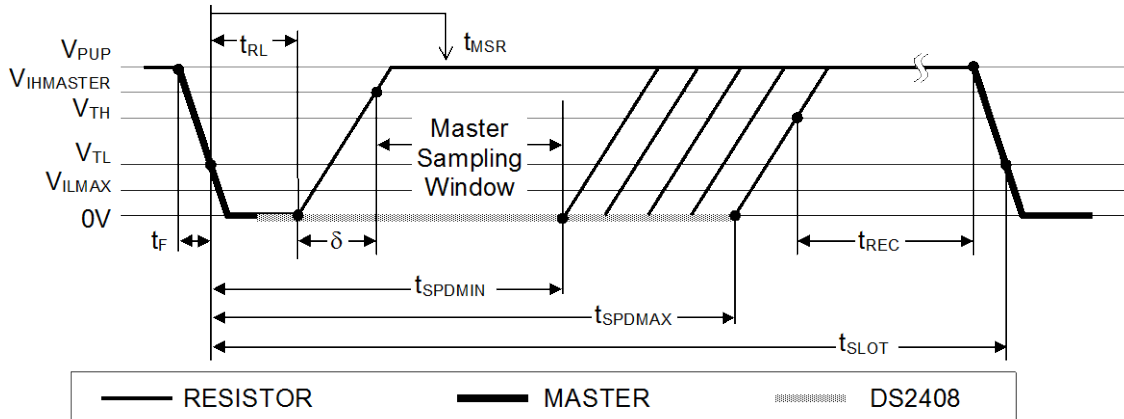 VPUP
VIHMASTER
VTH
VTL
VILMAX
0V
tRL
tMSR
Master
Sampling
Window
tF
δ
tREC
tSPDMIN
tSPDMAX
tSLOT
RESISTOR MASTER DS2408